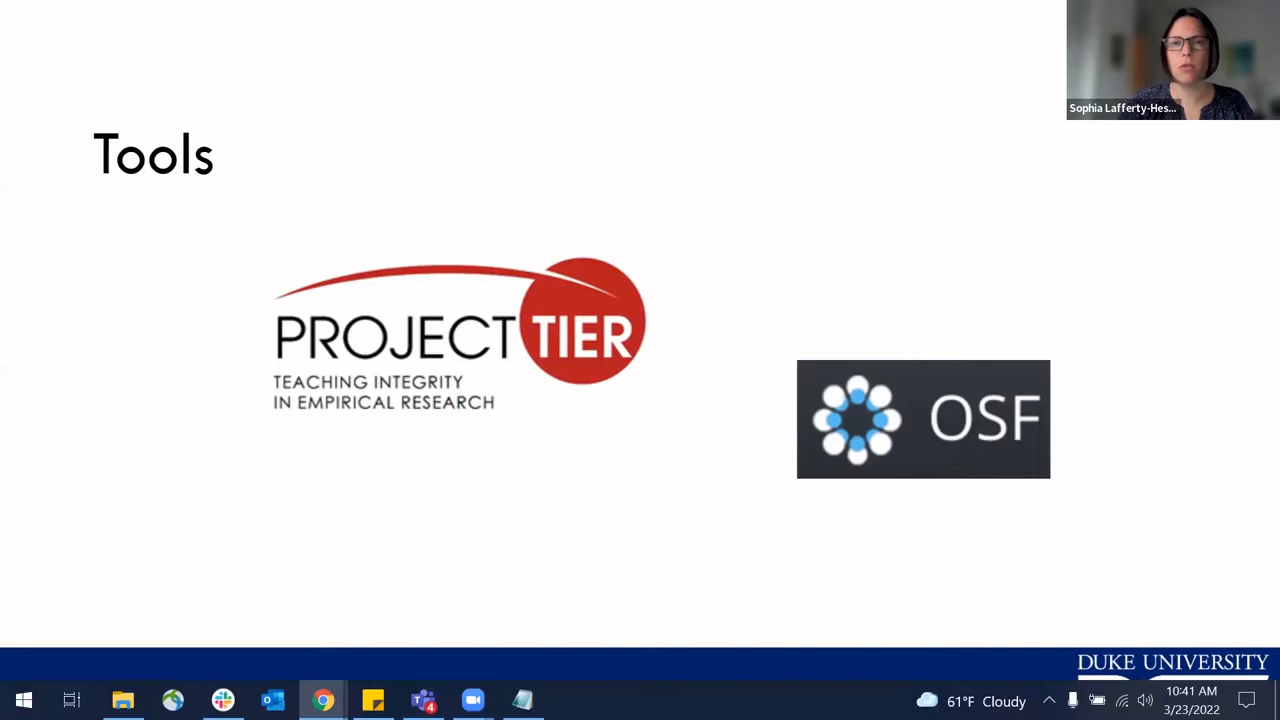 Sophia Lafferty-Hes...
Tools
PROJECT TIER
TEACHING INTEGRITY
IN EMPIRICAL RESEARCH
OSF
DUKE UNIVERSITY
4
61°F Cloudy
10:41 AM
3/23/2022